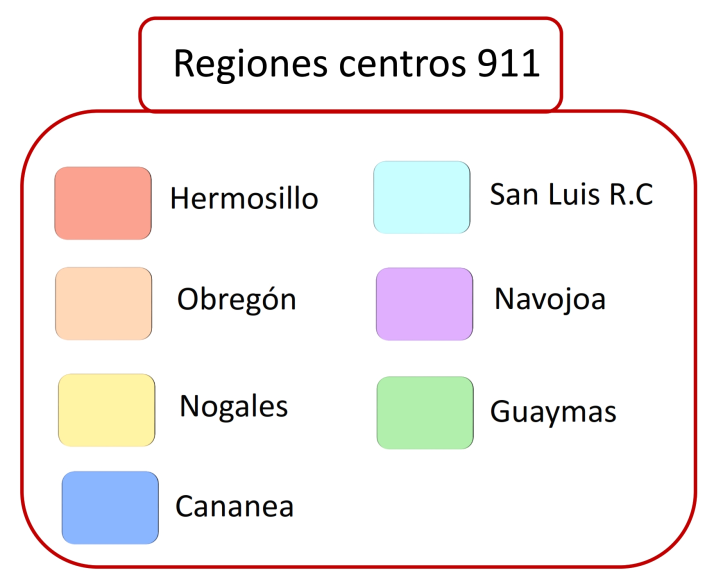 Regiones centros 911
Hermosillo
San Luis R.C
Obregón
Navojoa
Nogales
Guaymas
Cananea